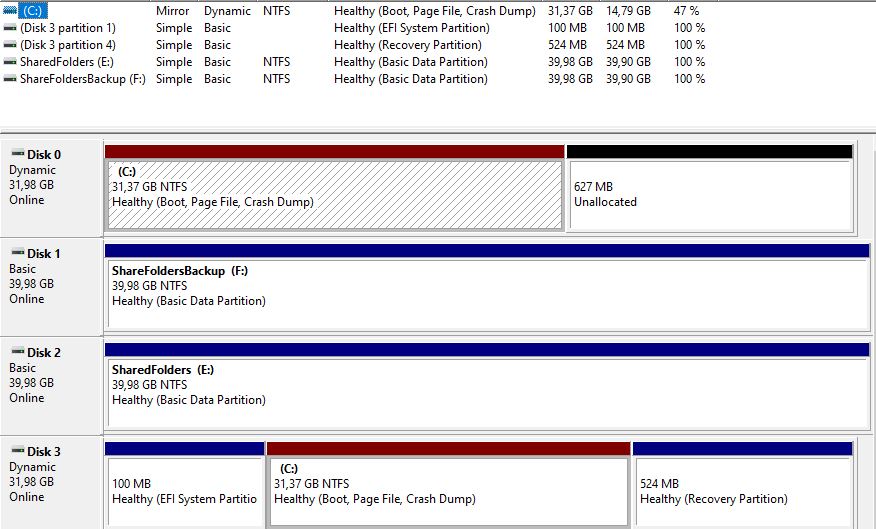 (C:) Mirror Dynamic NTFS Healthy (Boot, Page File, Crash Dump) 31,37 GB 14,79 GB 47 %
(Disk 3 partition 1) Simple Basic Healthy (EFI System Partition) 100 MB 100 MB 100 %
(Disk 3 partition 4) Simple Basic Healthy (Recovery Partition) 524 MB 524 MB 100 %
SharedFolders (E:) Simple Basic NTFS Healthy (Basic Data Partition) 39,98 GB 39,90 GB 100 %
ShareFoldersBackup (F:) Simple Basic NTFS Healthy (Basic Data Partition) 39,98 GB 39,90 GB 100 %
Disk 0
Dynamic
31,98 GB
Online
(C:)
31,37 GB NTFS
Healthy (Boot, Page File, Crash Dump)
627 MB
Unallocated
Disk 1
Basic
39,98 GB
Online
ShareFoldersBackup (F:)
39,98 GB NTFS
Healthy (Basic Data Partition)
Disk 2
Basic
39,98 GB
Online
SharedFolders (E:)
39,98 GB NTFS
Healthy (Basic Data Partition)
Disk 3
Dynamic
31,98 GB
Online
100 MB
Healthy (EFI System Partitio
(C:)
31,37 GB NTFS
Healthy (Boot, Page File, Crash Dump)
524 MB
Healthy (Recovery Partition)